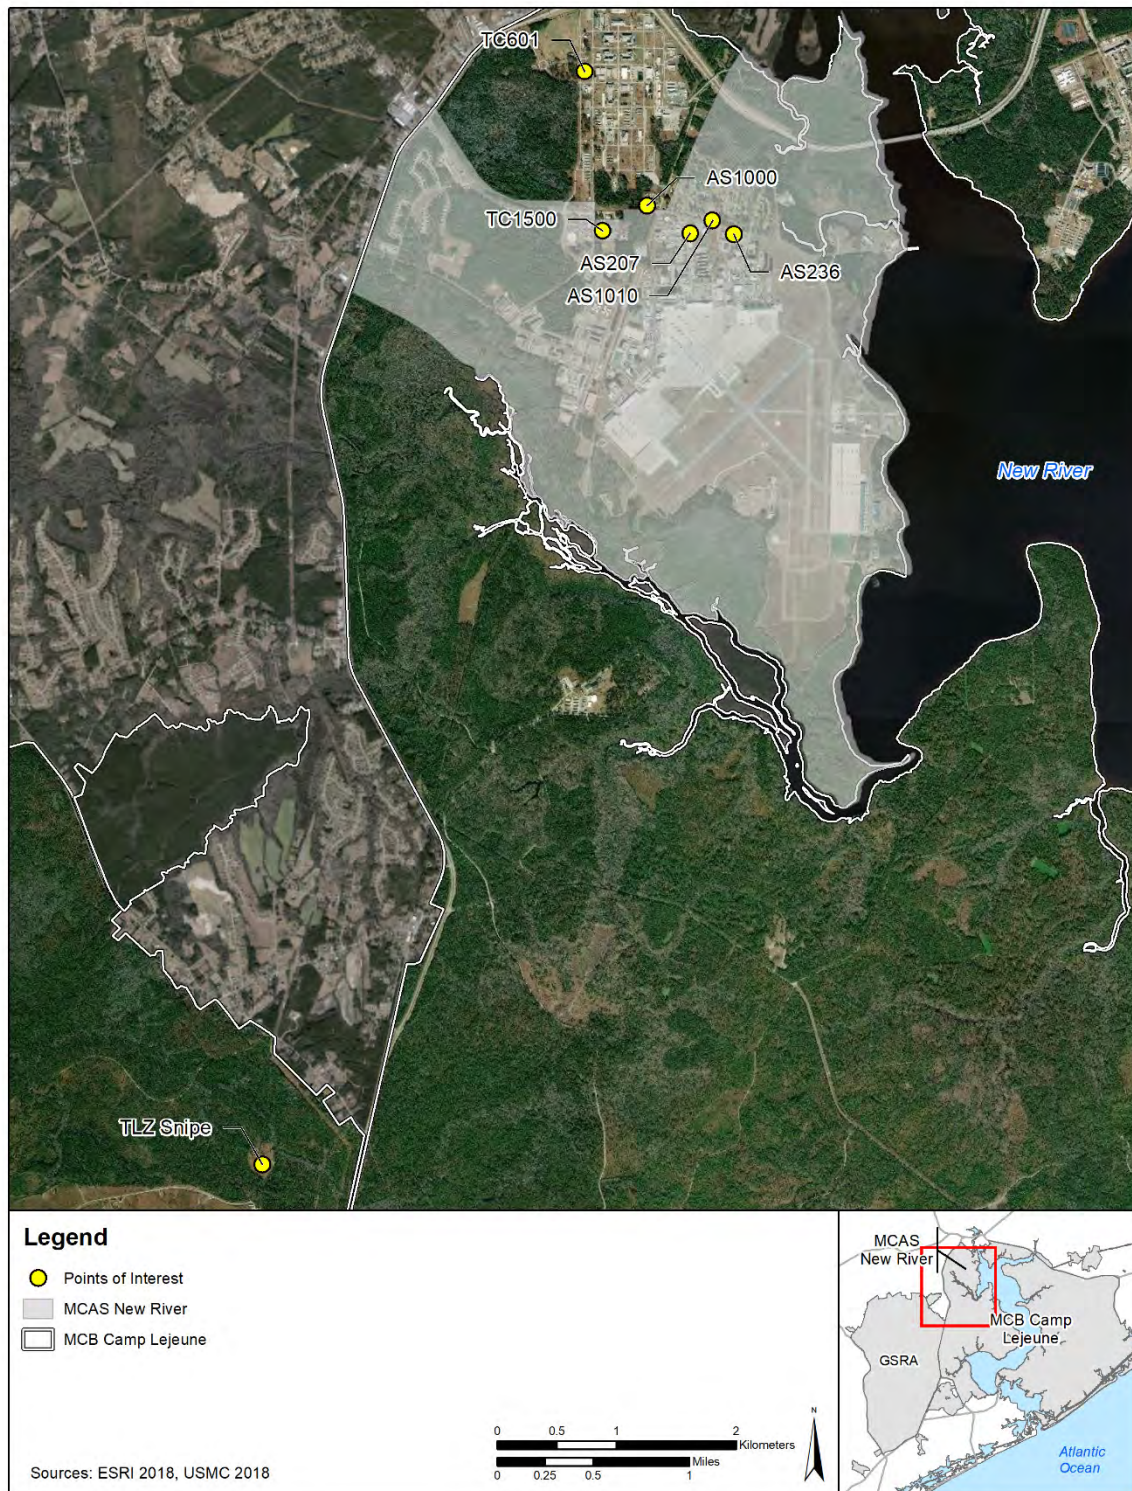 TC601
AS1000
TC1500
AS207
AS236
AS1010
New River
TLZ Snipe
Legend
Points of Interest
MCAS New River
MCB Camp Lejeune
Sources: ESRI 2018, USMC 2018
0 0.5 1 2
Kilometers
Miles
0 0.25 0.5 1
N
MCAS
New River
MCB Camp
Lejeune
GSRA
Atlantic
Ocean